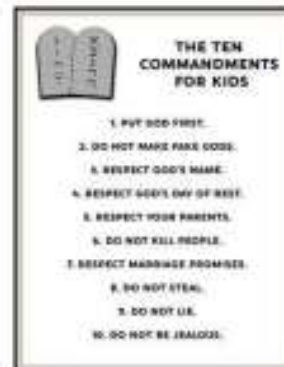 THE TEN
COMMANDMENTS
FOR KIDS
1. PUT GOD FIRST.
2. DO NOT MAKE FAKE GODS.
3. RESPECT GOD'S NAME.
4. RESPECT GOD'S DAY OF REST.
5. RESPECT YOUR PARENTS.
6. DO NOT KILL PEOPLE.
7. RESPECT MARRIAGE PROMISES.
8. DO NOT STEAL.
9. DO NOT LIE.
10. DO NOT BE JEALOUS.